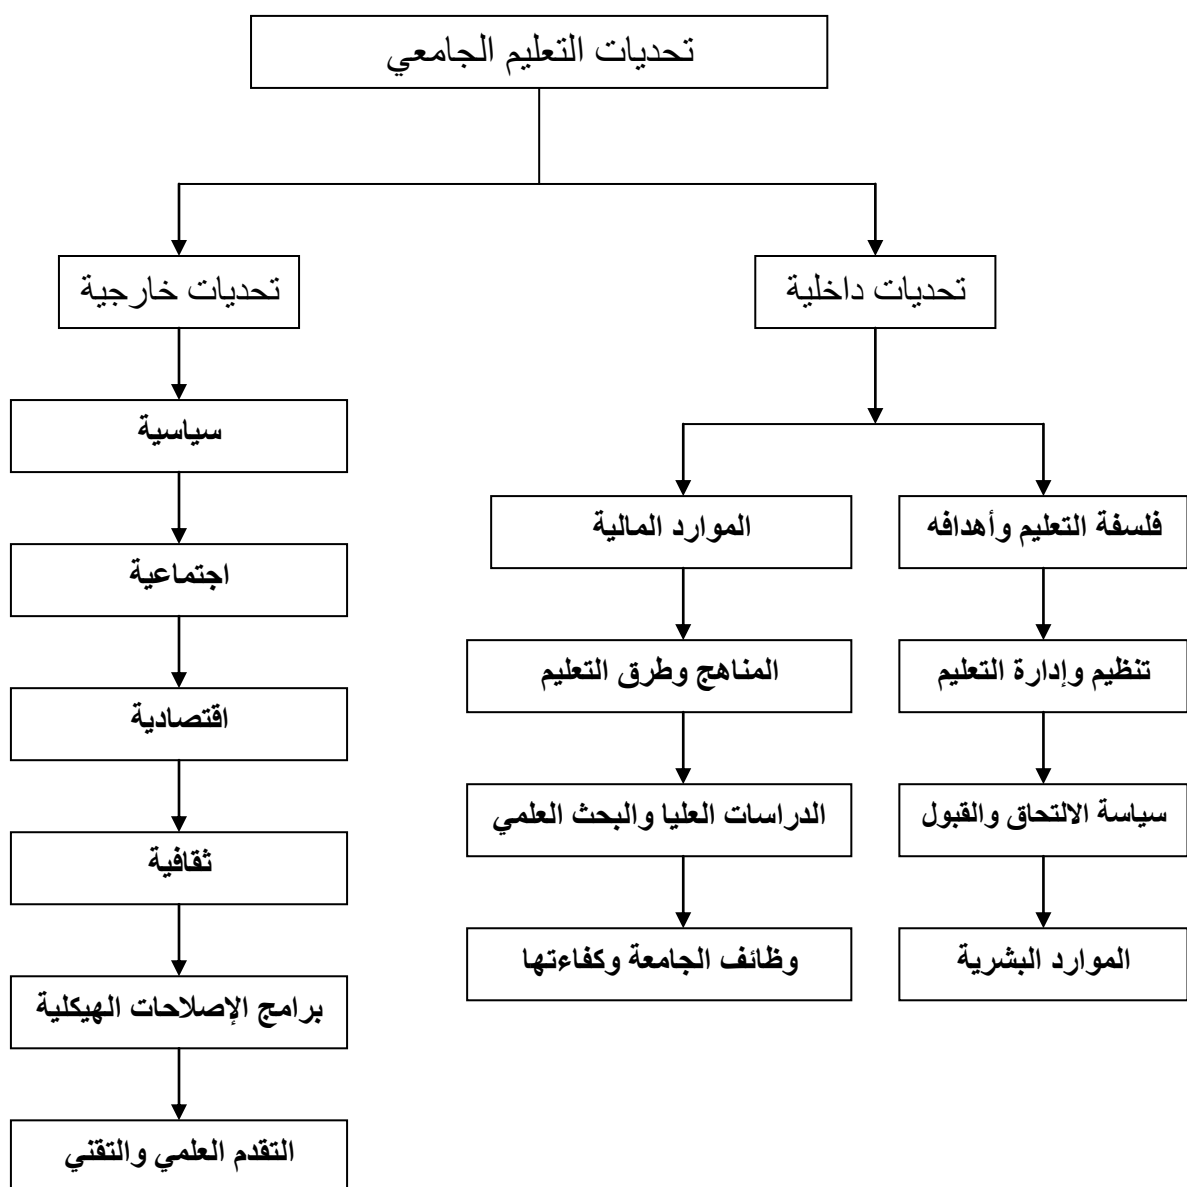 تحديات التعليم الجامعي
تحديات داخلية
تحديات خارجية
فلسفة التعليم وأهدافه
تنظيم وإدارة التعليم
سياسة الالتحاق والقبول
الموارد البشرية
الموارد المالية
المناهج وطرق التعليم
الدراسات العليا والبحث العلمي
وظائف الجامعة وكفاءتها
سياسية
اجتماعية
اقتصادية
ثقافية
برامج الإصلاحات الهيكلية
التقدم العلمي والتقني